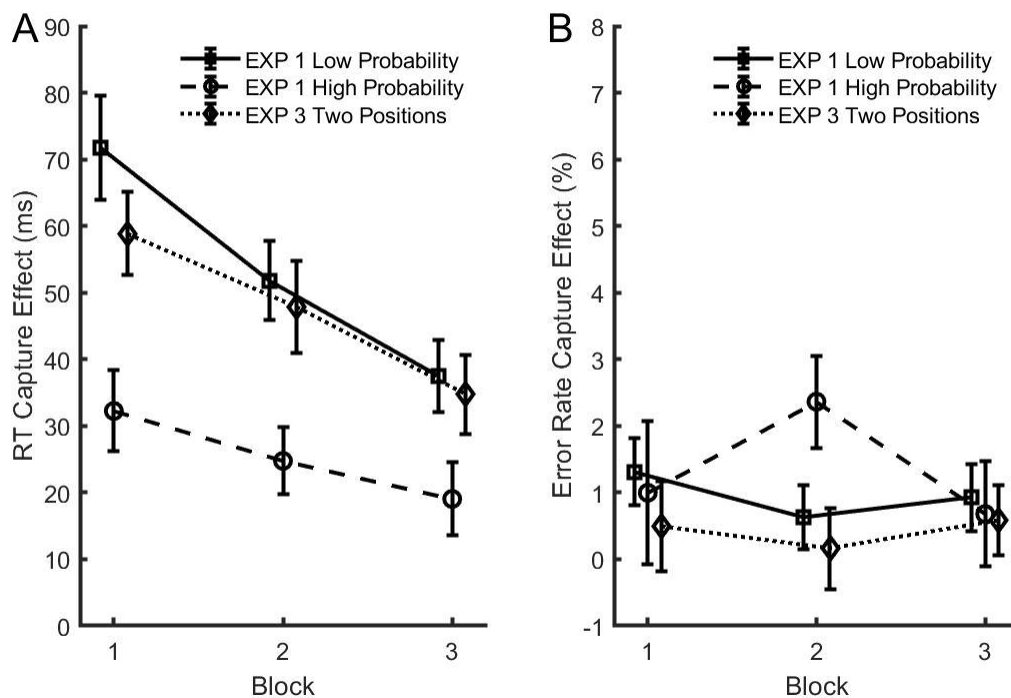 A
90
80
70
60
50
40
30
20
10
0
RT Capture Effect (ms)
EXP 1 Low Probability
EXP 1 High Probability
EXP 3 Two Positions
1 2 3
Block
B
8
7
6
5
4
3
2
1
0
-1
Error Rate Capture Effect (%)
EXP 1 Low Probability
EXP 1 High Probability
EXP 3 Two Positions
1 2 3
Block